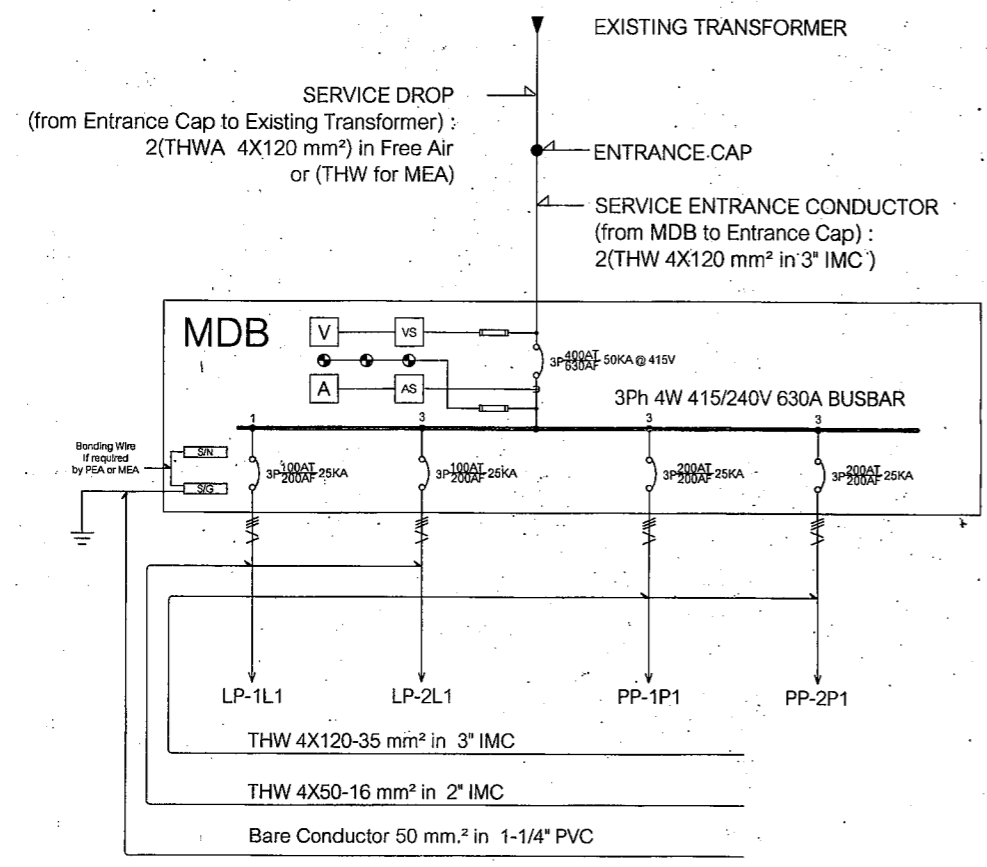 EXISTING TRANSFORMER
SERVICE DROP
(from Entrance Cap to Existing Transformer) :
2(THWA 4X120 mm²) in Free Air
or (THW for MEA)
ENTRANCE CAP
SERVICE ENTRANCE CONDUCTOR
(from MDB to Entrance Cap) :
2(THW 4X120 mm² in 3" IMC )
MDB
V
VS
3P 400AT 50KA @ 415V
630AF
A
AS
3Ph 4W 415/240V 630A BUSBAR
1
3
3
3
Bonding Wire
If required
by PEA or MEA
S/N
S/G
3P 100AT 25KA
200AF
3P 100AT 25KA
200AF
3P 200AT 25KA
200AF
3P 200AT 25KA
200AF
LP-1L1
LP-2L1
PP-1P1
PP-2P1
THW 4X120-35 mm² in 3" IMC
THW 4X50-16 mm² in 2" IMC
Bare Conductor 50 mm.² in 1-1/4" PVC